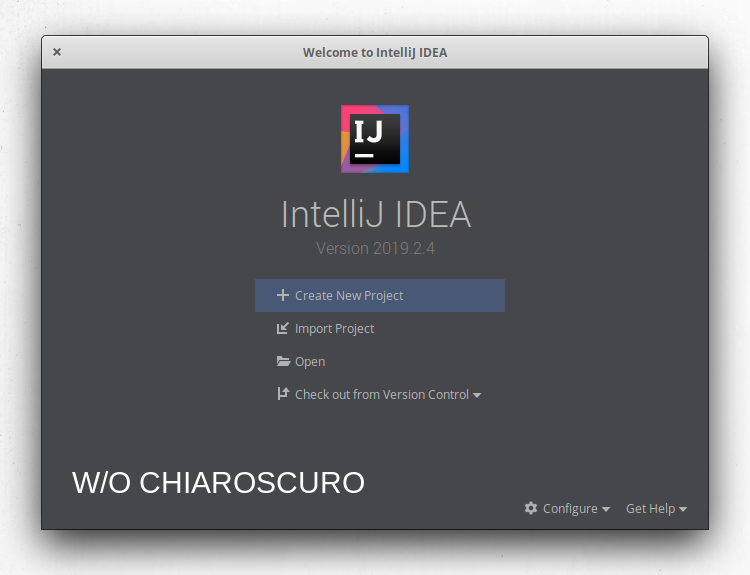 Welcome to IntelliJ IDEA
IJ
IntelliJ IDEA
Version 2019.2.4
Create New Project
Import Project
Open
Check out from Version Control
W/O CHIAROSCURO
Configure Get Help